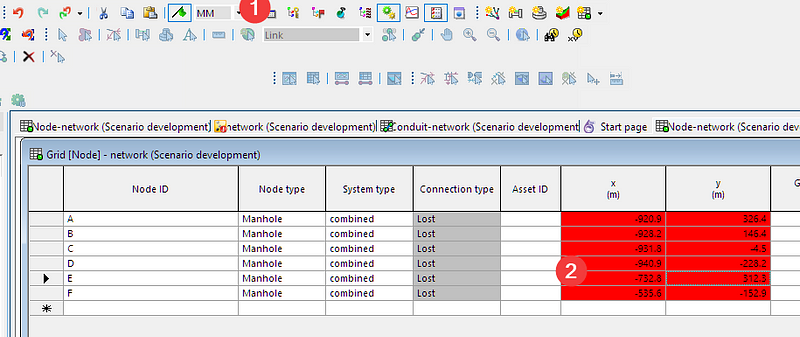 1
MM
Link
Node-network (Scenario development)
network (Scenario development)
Conduit-network (Scenario development
Start page
Node-network (Scenario dev
Grid [Node] - network (Scenario development)
Node ID Node type System type Connection type Asset ID x (m) y (m) G
A Manhole combined Lost -920.9 326.4
B Manhole combined Lost -928.2 146.4
C Manhole combined Lost -931.8 -4.5
D Manhole combined Lost -940.9 -228.2
2
E Manhole combined Lost -732.8 312.3
F Manhole combined Lost -535.6 -152.9